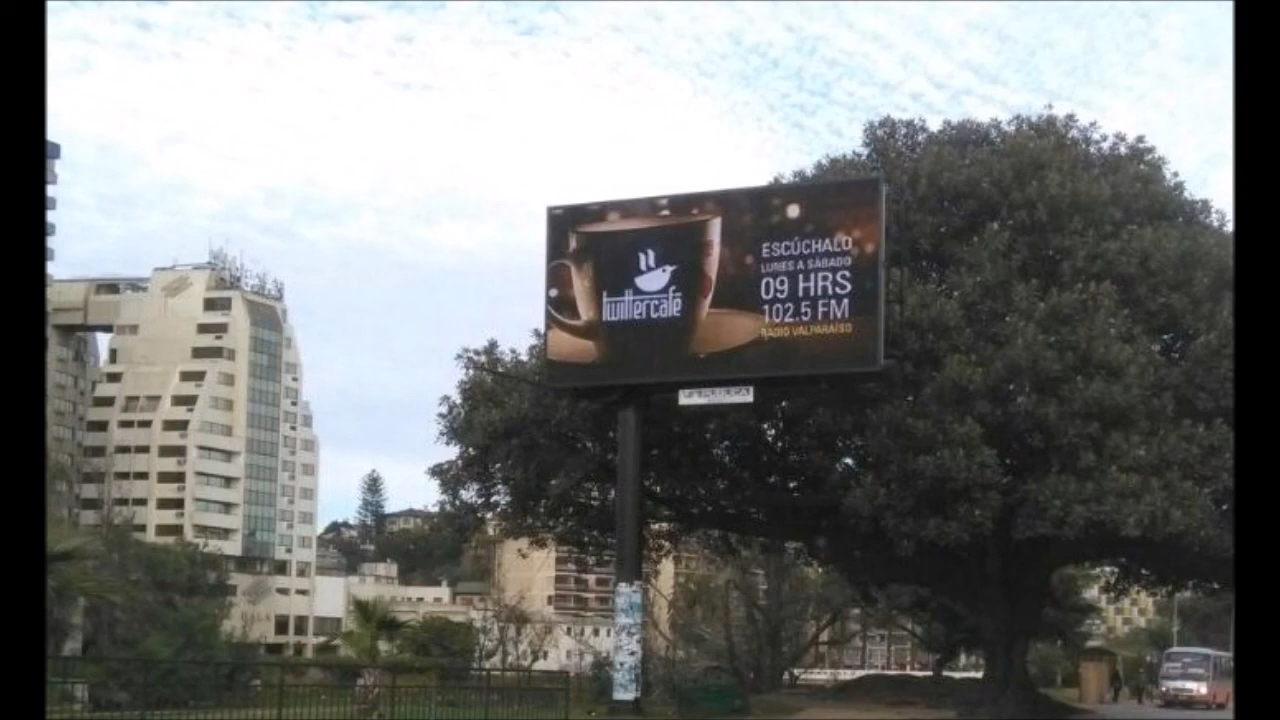 twittercafé
ESCÚCHALO
LUNES A SÁBADO
09 HRS
102.5 FM
RADIO VALPARAÍSO